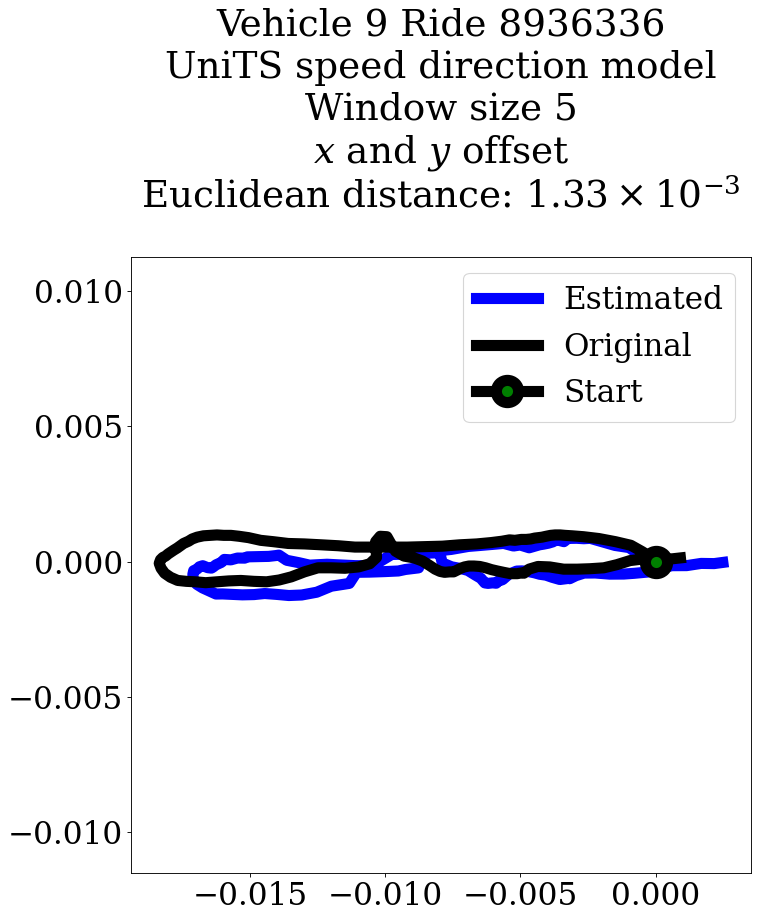 Vehicle 9 Ride 8936336
UniTS speed direction model
Window size 5
x and y offset
Euclidean distance: 1.33 × 10⁻³
Estimated
Original
Start
0.010
0.005
0.000
−0.005
−0.010
−0.015 −0.010 −0.005 0.000